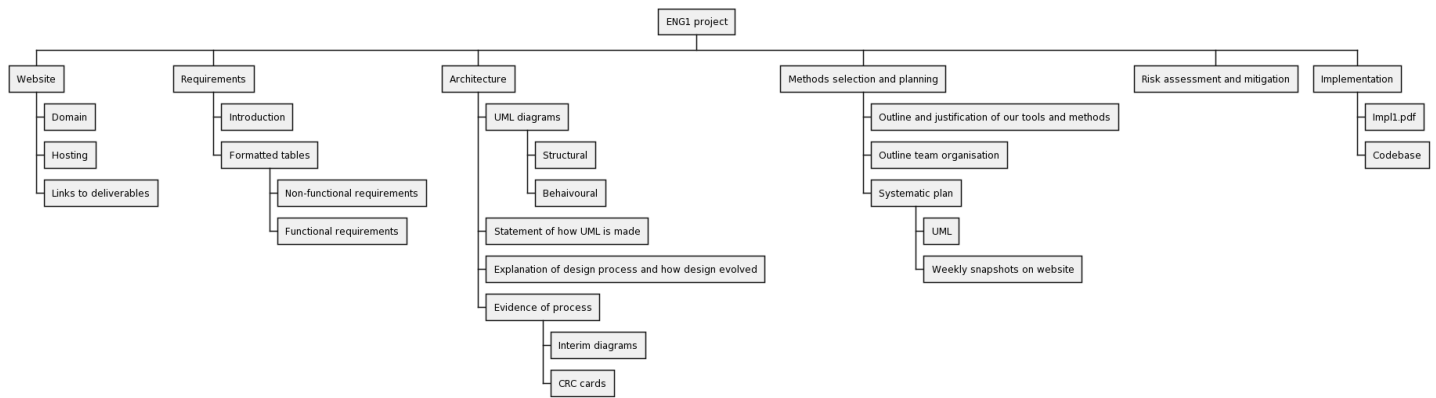 ENG1 project
Website
Domain
Hosting
Links to deliverables
Requirements
Introduction
Formatted tables
Non-functional requirements
Functional requirements
Architecture
UML diagrams
Structural
Behaivoural
Statement of how UML is made
Explanation of design process and how design evolved
Evidence of process
Interim diagrams
CRC cards
Methods selection and planning
Outline and justification of our tools and methods
Outline team organisation
Systematic plan
UML
Weekly snapshots on website
Risk assessment and mitigation
Implementation
Impl1.pdf
Codebase